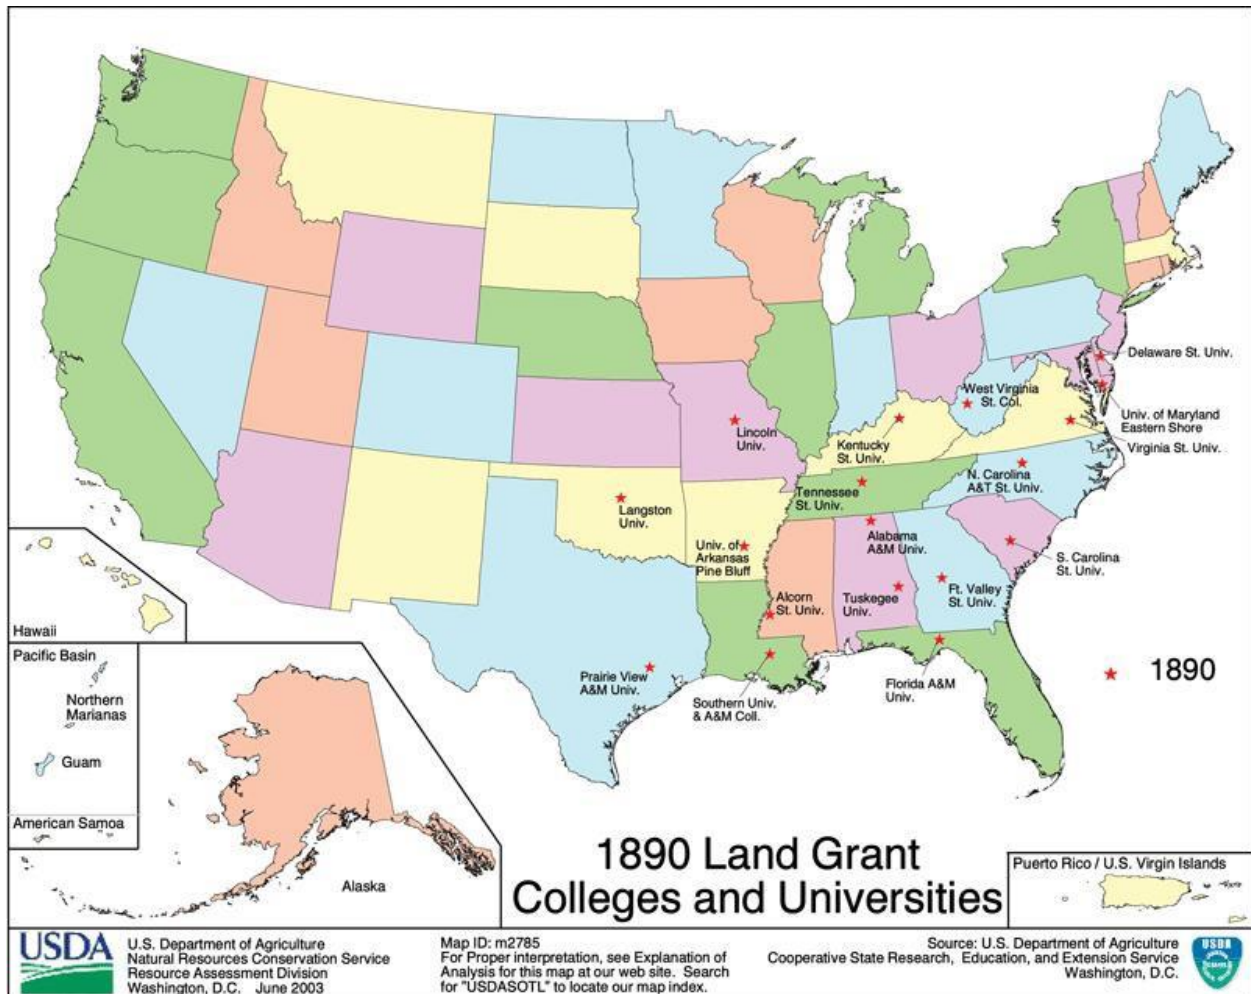 Delaware St. Univ.
West Virginia
St. Col.
Univ. of Maryland
Eastern Shore
Lincoln
Univ.
Kentucky
St. Univ.
Virginia St. Univ.
N. Carolina
A&T St. Univ.
Tennessee
St. Univ.
Langston
Univ.
Alabama
A&M Univ.
Univ. of
Arkansas
Pine Bluff
S. Carolina
St. Univ.
Alcorn
St. Univ.
Tuskegee
Univ.
Ft. Valley
St. Univ.
Prairie View
A&M Univ.
Southern Univ.
& A&M Coll.
Florida A&M
Univ.
1890
Hawaii
Pacific Basin
Northern
Marianas
Guam
American Samoa
Alaska
1890 Land Grant
Colleges and Universities
Puerto Rico / U.S. Virgin Islands
USDA
U.S. Department of Agriculture
Natural Resources Conservation Service
Resource Assessment Division
Washington, D.C. June 2003
Map ID: m2785
For Proper interpretation, see Explanation of
Analysis for this map at our web site. Search
for "USDASOTL" to locate our map index.
Source: U.S. Department of Agriculture
Cooperative State Research, Education, and Extension Service
Washington, D.C.
USDA